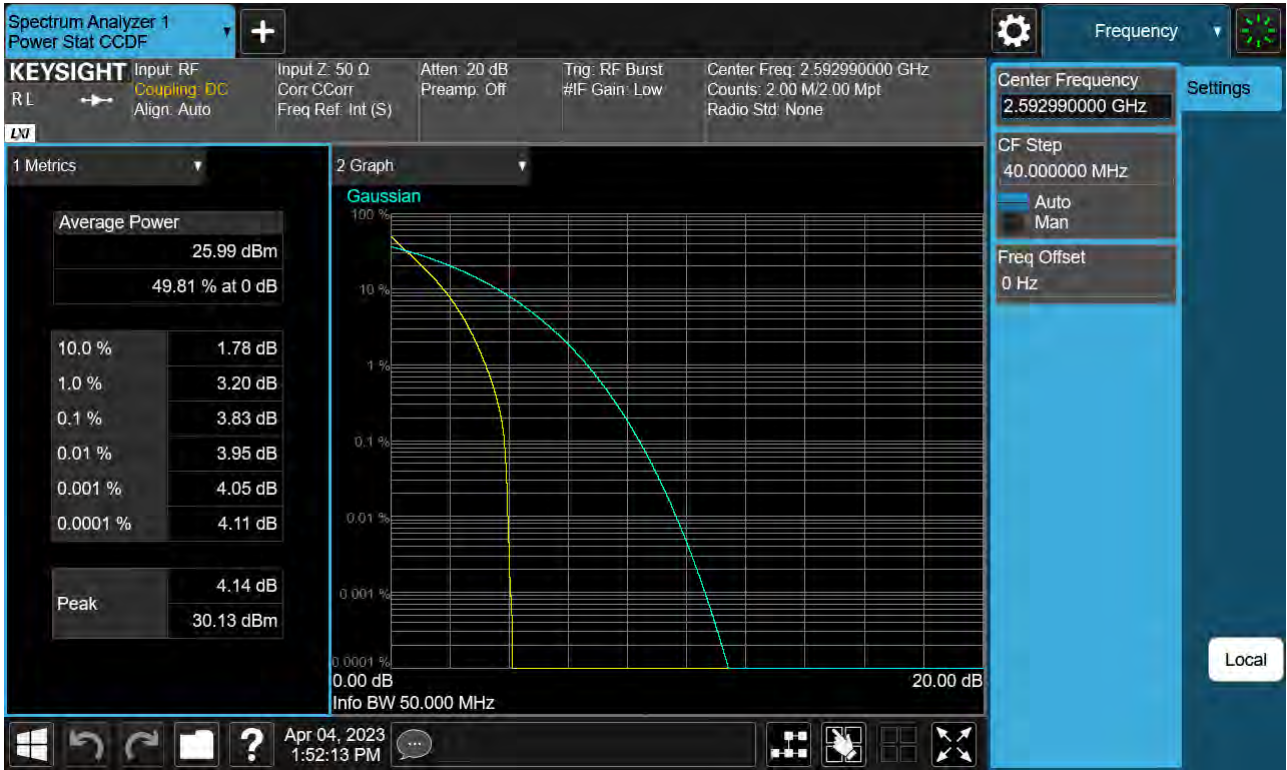 Spectrum Analyzer 1
Power Stat CCDF
Frequency
KEYSIGHT
R L
LXI
Input: RF
Coupling: DC
Align: Auto
Input Z: 50 Ω
Corr CCorr
Freq Ref: Int (S)
Atten: 20 dB
Preamp: Off
Trig: RF Burst
#IF Gain: Low
Center Freq: 2.592990000 GHz
Counts: 2.00 M/2.00 Mpt
Radio Std: None
Center Frequency
2.592990000 GHz
Settings
CF Step
40.000000 MHz
Auto
Man
Freq Offset
0 Hz
Local
1 Metrics
Average Power
25.99 dBm
49.81 % at 0 dB
10.0 % 1.78 dB
1.0 % 3.20 dB
0.1 % 3.83 dB
0.01 % 3.95 dB
0.001 % 4.05 dB
0.0001 % 4.11 dB
Peak
4.14 dB
30.13 dBm
2 Graph
Gaussian
100 %
10 %
1 %
0.1 %
0.01 %
0.001 %
0.0001 %
0.00 dB 20.00 dB
Info BW 50.000 MHz
Apr 04, 2023
1:52:13 PM